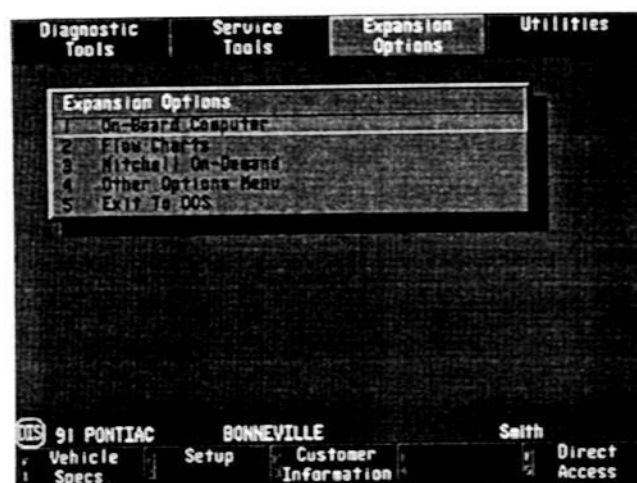 Diagnostic Tools
Service Tools
Expansion Options
Utilities
Expansion Options
1 On-Board Computer
2 Flow Charts
3 Mitchell On-Demand
4 Other Options Menu
5 Exit To DOS
DIS 91 PONTIAC BONNEVILLE Smith
Vehicle Specs
Setup
Customer Information
Direct Access